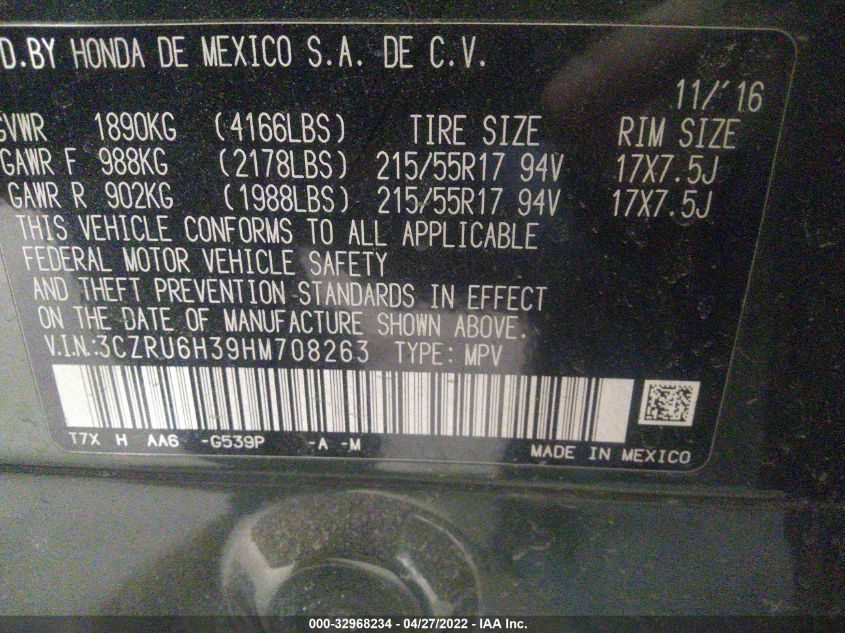 D.BY HONDA DE MEXICO S.A. DE C.V.
11/'16
GVWR 1890KG (4166LBS) TIRE SIZE RIM SIZE
GAWR F 988KG (2178LBS) 215/55R17 94V 17X7.5J
GAWR R 902KG (1988LBS) 215/55R17 94V 17X7.5J
THIS VEHICLE CONFORMS TO ALL APPLICABLE
FEDERAL MOTOR VEHICLE SAFETY
AND THEFT PREVENTION STANDARDS IN EFFECT
ON THE DATE OF MANUFACTURE SHOWN ABOVE.
V.I.N:3CZRU6H39HM708263 TYPE: MPV
T7X H AA6 -G539P -A -M
MADE IN MEXICO
000-32968234 - 04/27/2022 - IAA Inc.